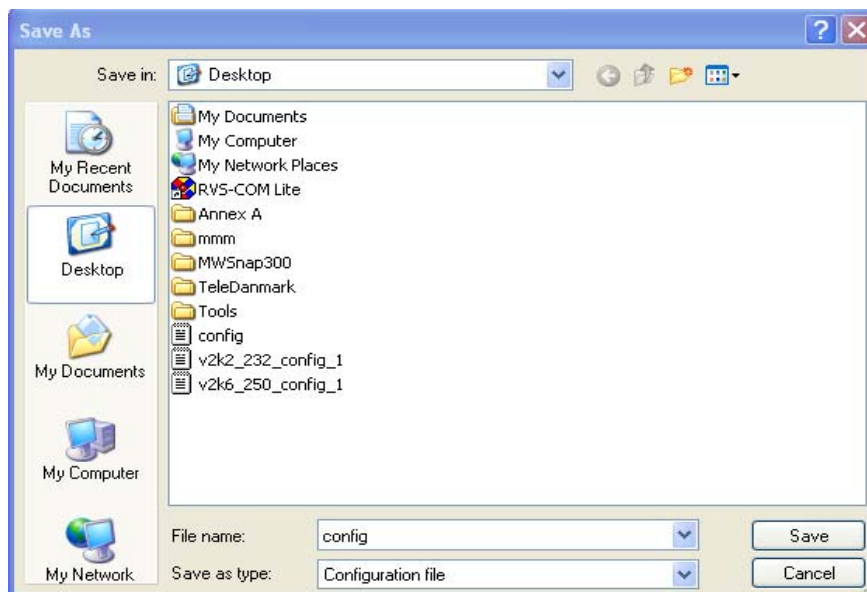 Save As
Save in:
Desktop
My Recent
Documents
Desktop
My Documents
My Computer
My Network
My Documents
My Computer
My Network Places
RVS-COM Lite
Annex A
mmm
MWSnap300
TeleDanmark
Tools
config
v2k2_232_config_1
v2k6_250_config_1
File name:
config
Save
Save as type:
Configuration file
Cancel